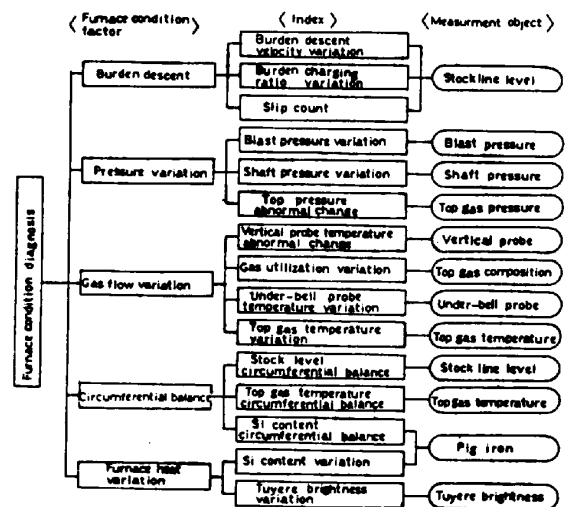 〈 Furnace condition factor 〉
〈 Index 〉
〈 Measurment object 〉
Furnace condition diagnosis
Burden descent
Burden descent
velocity variation
Burden charging
ratio variation
Slip count
Stockline level
Pressure variation
Blast pressure variation
Blast pressure
Shaft pressure variation
Shaft pressure
Top pressure
abnormal change
Top gas pressure
Gas flow variation
Vertical probe temperature
abnormal change
Vertical probe
Gas utilization variation
Top gas composition
Under-bell probe
temperature variation
Under-bell probe
Top gas temperature
variation
Top gas temperature
Circumferential balance
Stock level
circumferential balance
Stock line level
Top gas temperature
circumferential balance
Top gas temperature
Si content
circumferential balance
Pig iron
Furnace heat
variation
Si content variation
Tuyere brightness
variation
Tuyere brightness